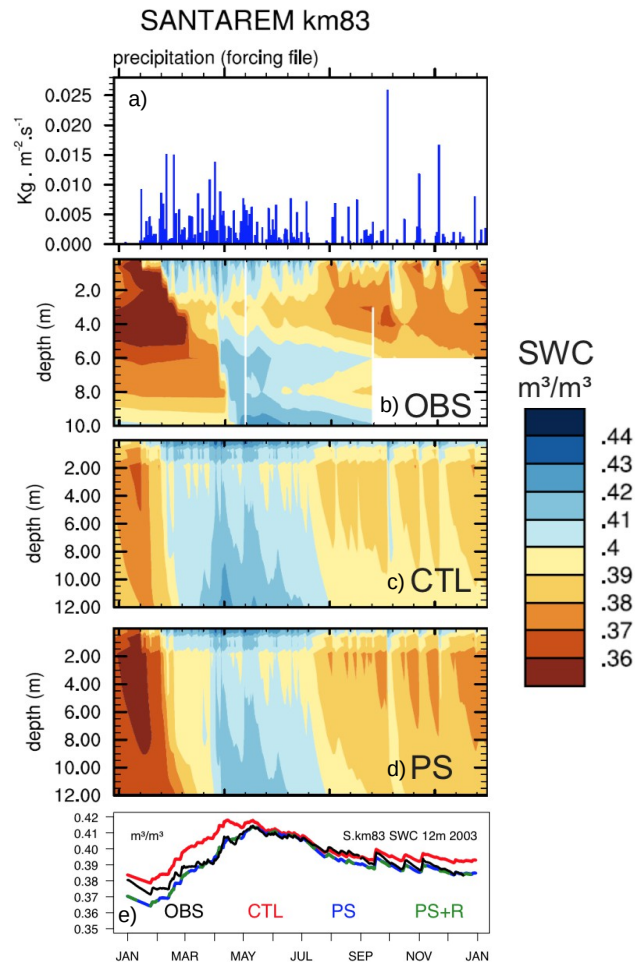 SANTAREM km83
precipitation (forcing file)
a)
Kg . m⁻².s⁻¹
0.025
0.020
0.015
0.010
0.005
0.000
depth (m)
2.0
4.0
6.0
8.0
10.0
b) OBS
depth (m)
2.00
4.00
6.00
8.00
10.00
12.00
c) CTL
depth (m)
2.00
4.00
6.00
8.00
10.00
12.00
d) PS
SWC
m³/m³
.44
.43
.42
.41
.4
.39
.38
.37
.36
0.42
0.41
0.40
0.39
0.38
0.37
0.36
0.35
m³/m³
S.km83 SWC 12m 2003
e) OBS CTL PS PS+R
JAN MAR MAY JUL SEP NOV JAN